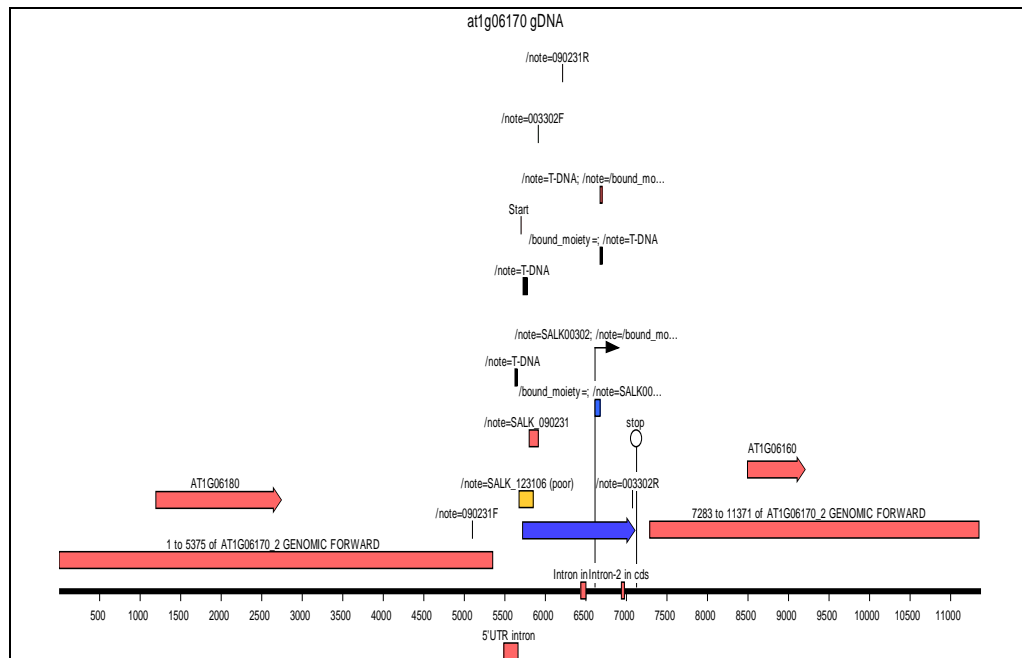 at1g06170 gDNA
/note=090231R
/note=003302F
/note=T-DNA; /note=/bound_mo...
Start
/bound_moiety=; /note=T-DNA
/note=T-DNA
/note=SALK00302; /note=/bound_mo...
/note=T-DNA
/bound_moiety=; /note=SALK00...
/note=SALK_090231
stop
AT1G06160
AT1G06180
/note=SALK_123106 (poor)
/note=003302R
/note=090231F
7283 to 11371 of AT1G06170_2 GENOMIC FORWARD
1 to 5375 of AT1G06170_2 GENOMIC FORWARD
Intron in Intron-2 in cds
500 1000 1500 2000 2500 3000 3500 4000 4500 5000 5500 6000 6500 7000 7500 8000 8500 9000 9500 10000 10500 11000
5'UTR intron